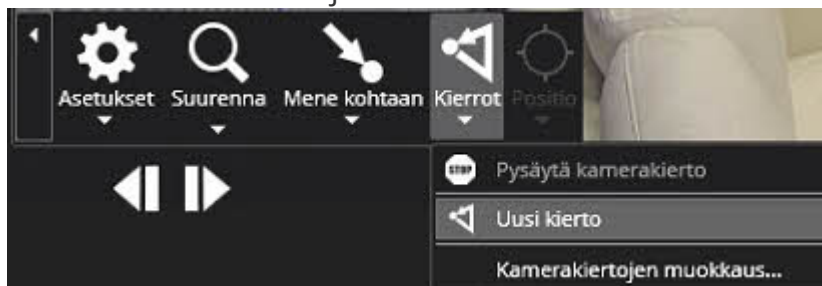 Asetukset Suurenna Mene kohtaan Kierrot Positio
STOP Pysäytä kamerakierto
Uusi kierto
Kamerakiertojen muokkaus...